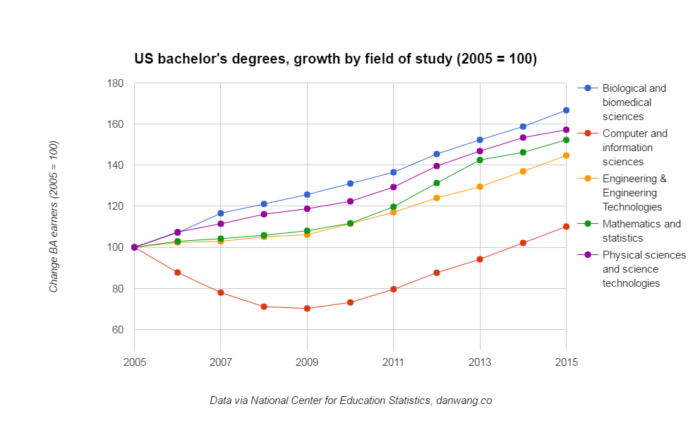 US bachelor's degrees, growth by field of study (2005 = 100)
180
160
140
120
100
80
60
Change BA earners (2005 = 100)
2005
2007
2009
2011
2013
2015
Biological and
biomedical
sciences
Computer and
information
sciences
Engineering &
Engineering
Technologies
Mathematics and
statistics
Physical sciences
and science
technologies
Data via National Center for Education Statistics, danwang.co